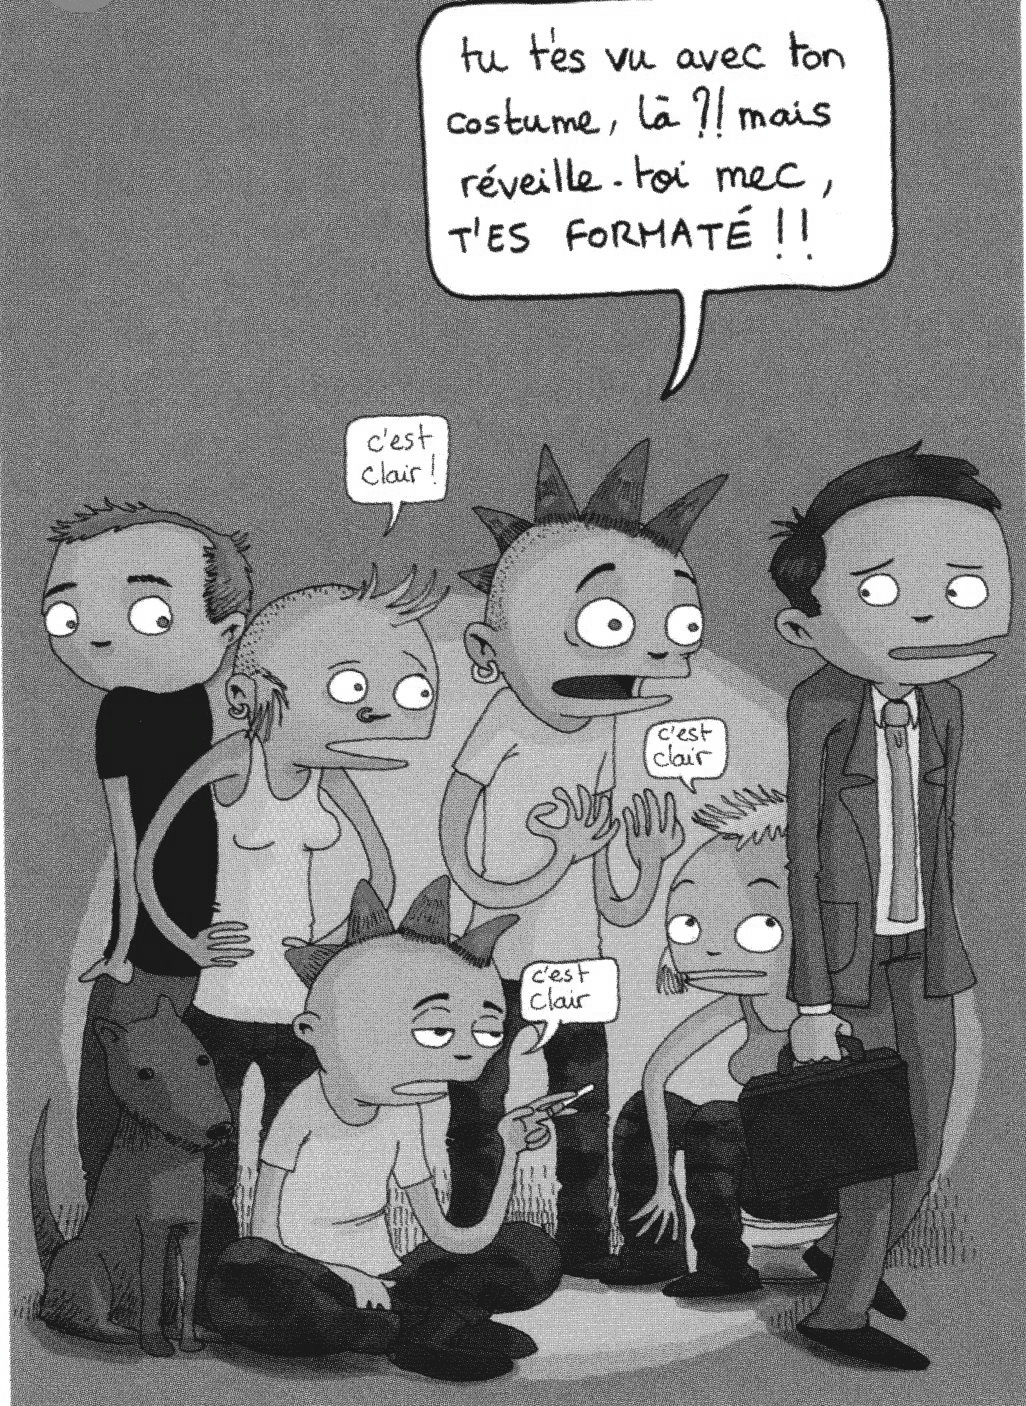 tu t'es vu avec ton
costume, là ?! mais
réveille-toi mec,
T'ES FORMATÉ !!
c'est
clair !
c'est
clair
c'est
clair